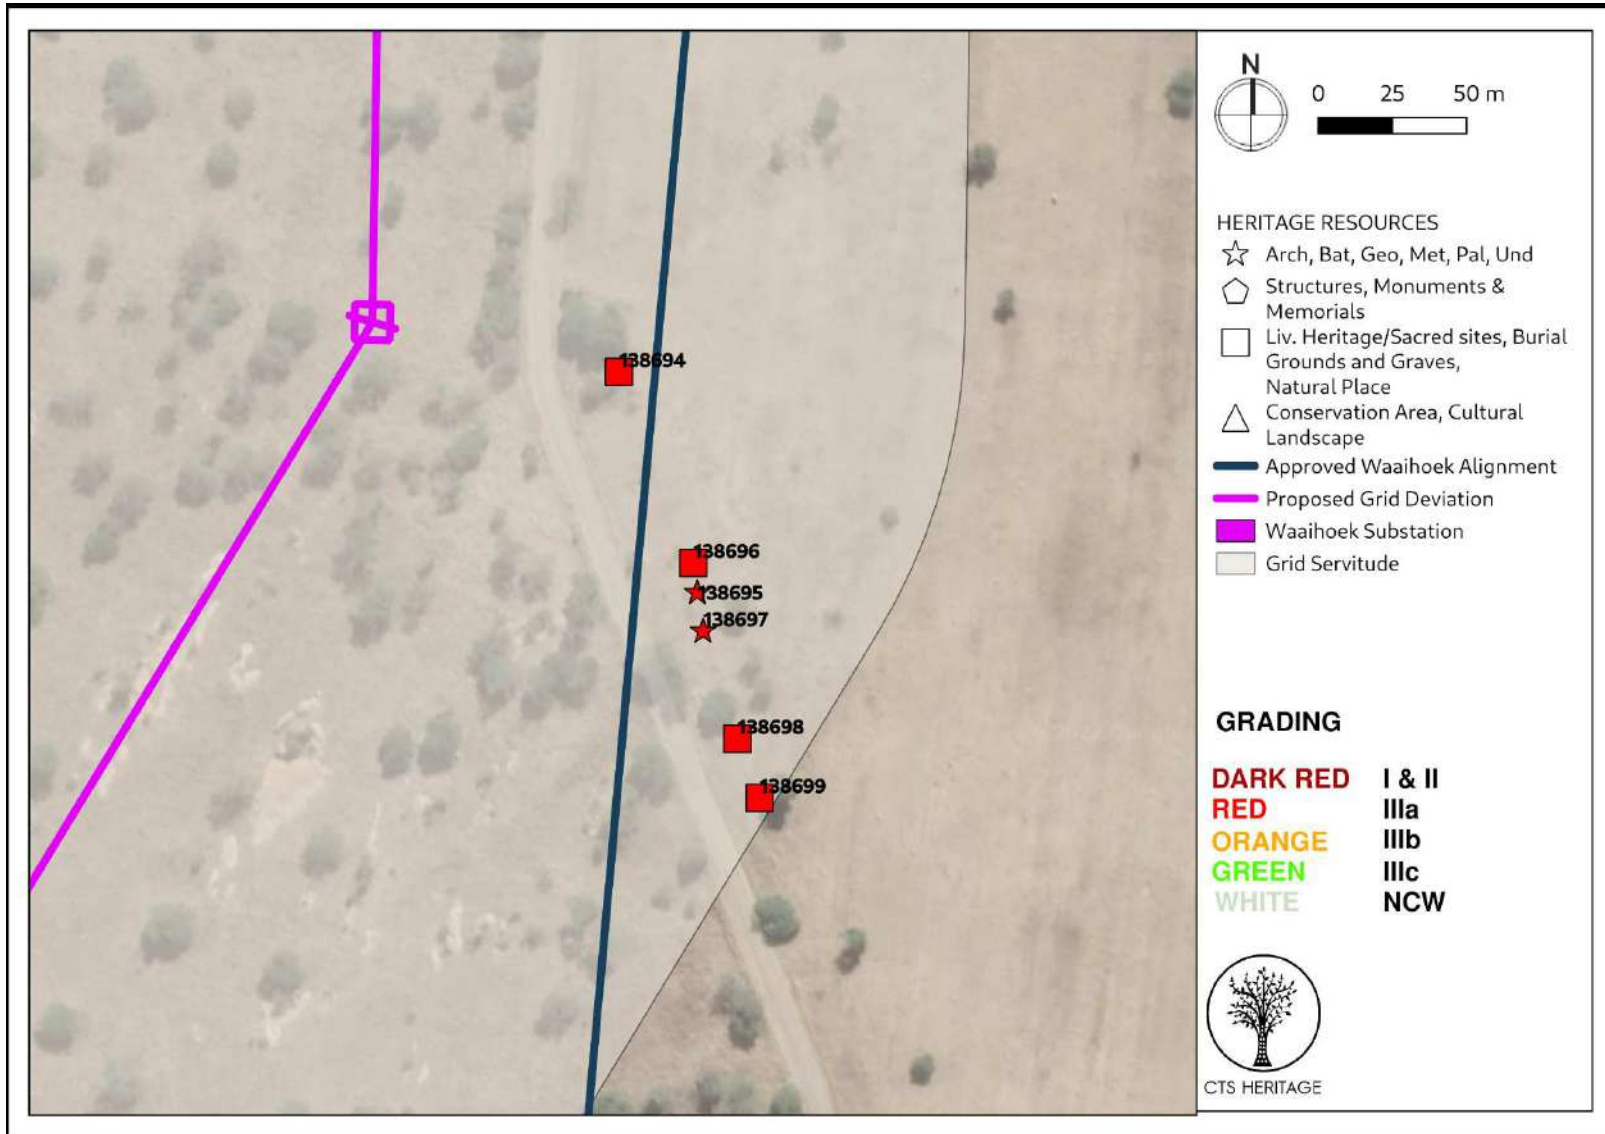 138694
138696
138695
138697
138698
138699
N
0 25 50 m
HERITAGE RESOURCES
Arch, Bat, Geo, Met, Pal, Und
Structures, Monuments &
Memorials
Liv. Heritage/Sacred sites, Burial
Grounds and Graves,
Natural Place
Conservation Area, Cultural
Landscape
Approved Waaihoek Alignment
Proposed Grid Deviation
Waaihoek Substation
Grid Servitude
GRADING
DARK RED I & II
RED IIIa
ORANGE IIIb
GREEN IIIc
WHITE NCW
CTS HERITAGE